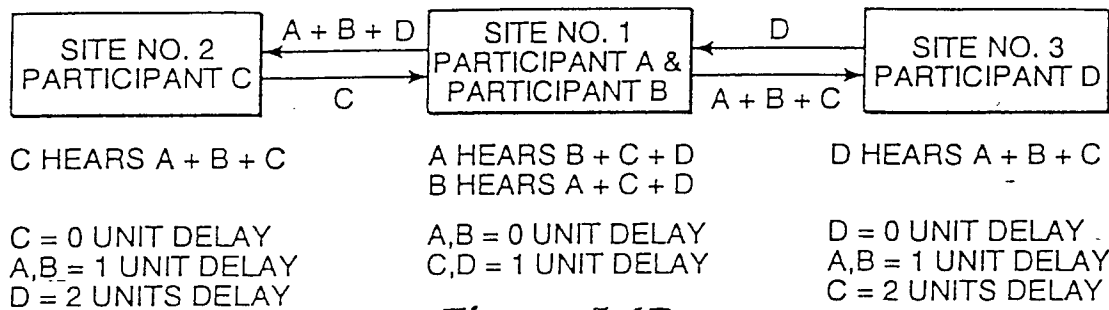 SITE NO. 2
PARTICIPANT C
A + B + D
C
SITE NO. 1
PARTICIPANT A &
PARTICIPANT B
D
A + B + C
SITE NO. 3
PARTICIPANT D
C HEARS A + B + C
C = 0 UNIT DELAY
A,B = 1 UNIT DELAY
D = 2 UNITS DELAY
A HEARS B + C + D
B HEARS A + C + D
A,B = 0 UNIT DELAY
C,D = 1 UNIT DELAY
D HEARS A + B + C
D = 0 UNIT DELAY
A,B = 1 UNIT DELAY
C = 2 UNITS DELAY